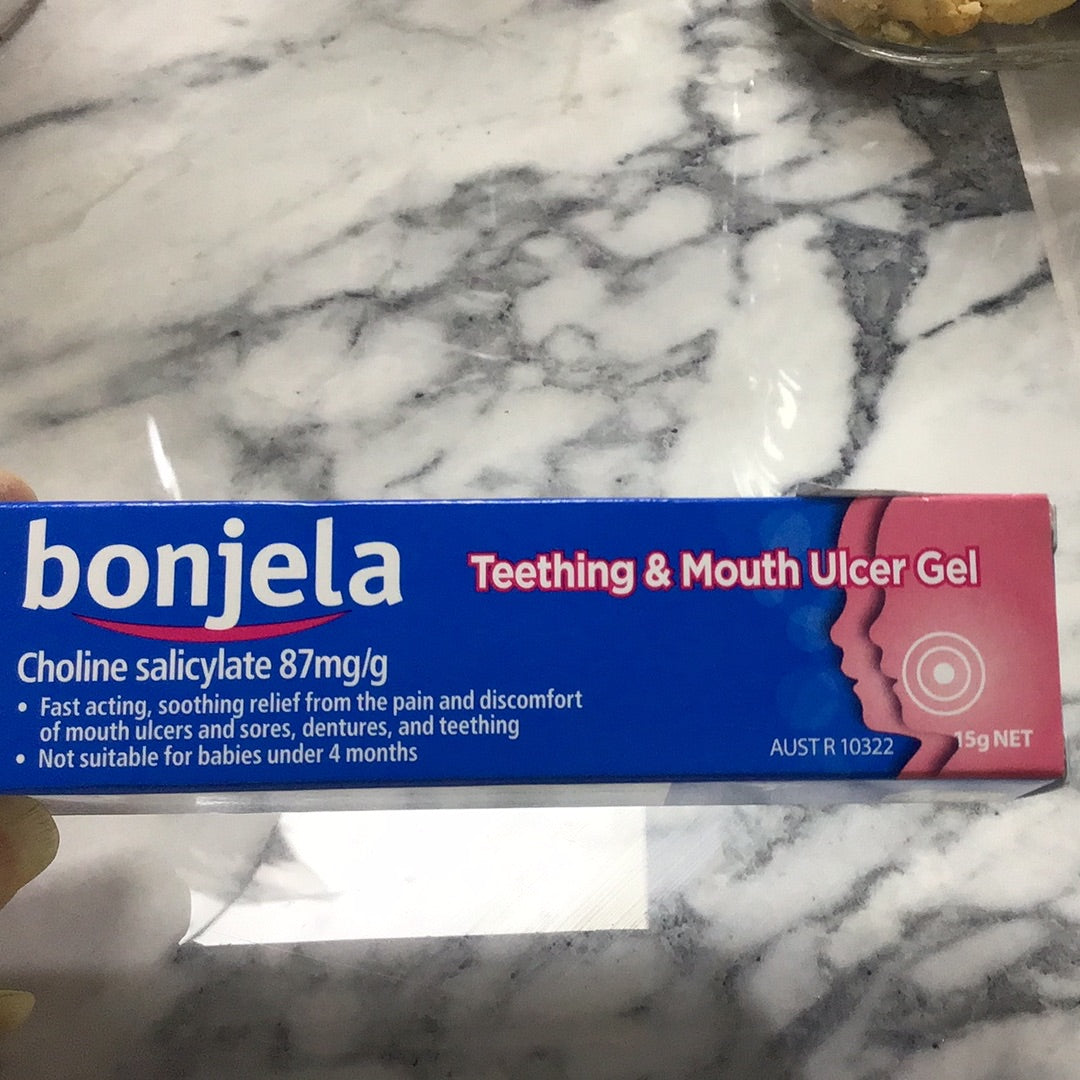 bonjela
Teething & Mouth Ulcer Gel
Choline salicylate 87mg/g
• Fast acting, soothing relief from the pain and discomfort
of mouth ulcers and sores, dentures, and teething
• Not suitable for babies under 4 months
AUST R 10322
15g NET